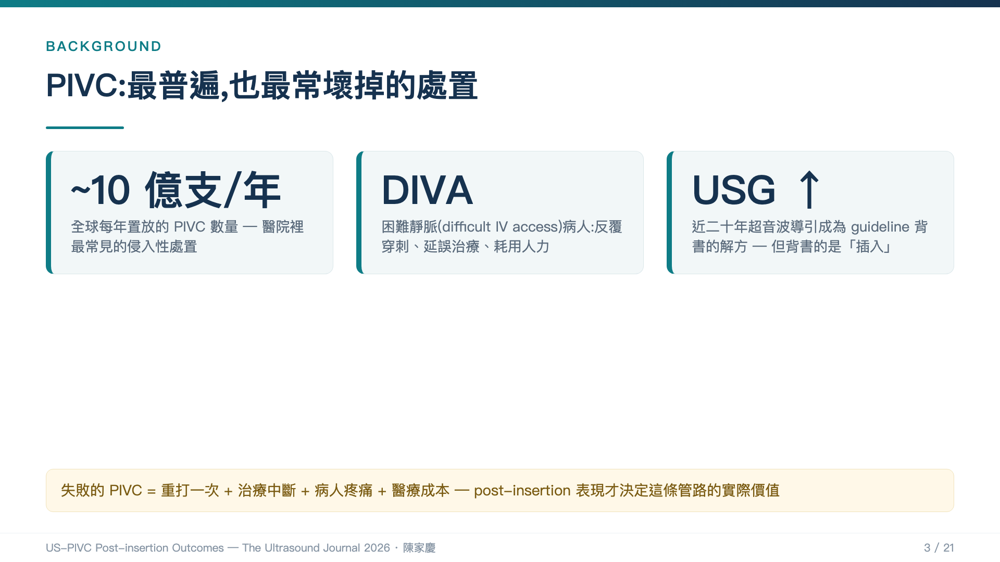 BACKGROUND
PIVC:最普遍,也最常壞掉的處置
~10 億支/年
全球每年置放的 PIVC 數量 — 醫院裡
最常見的侵入性處置
DIVA
困難靜脈(difficult IV access)病人:反覆
穿刺、延誤治療、耗用人力
USG ↑
近二十年超音波導引成為 guideline 背
書的解方 — 但背書的是「插入」
失敗的 PIVC = 重打一次 + 治療中斷 + 病人疼痛 + 醫療成本 — post-insertion 表現才決定這條管路的實際價值
US-PIVC Post-insertion Outcomes — The Ultrasound Journal 2026 · 陳家慶
3 / 21